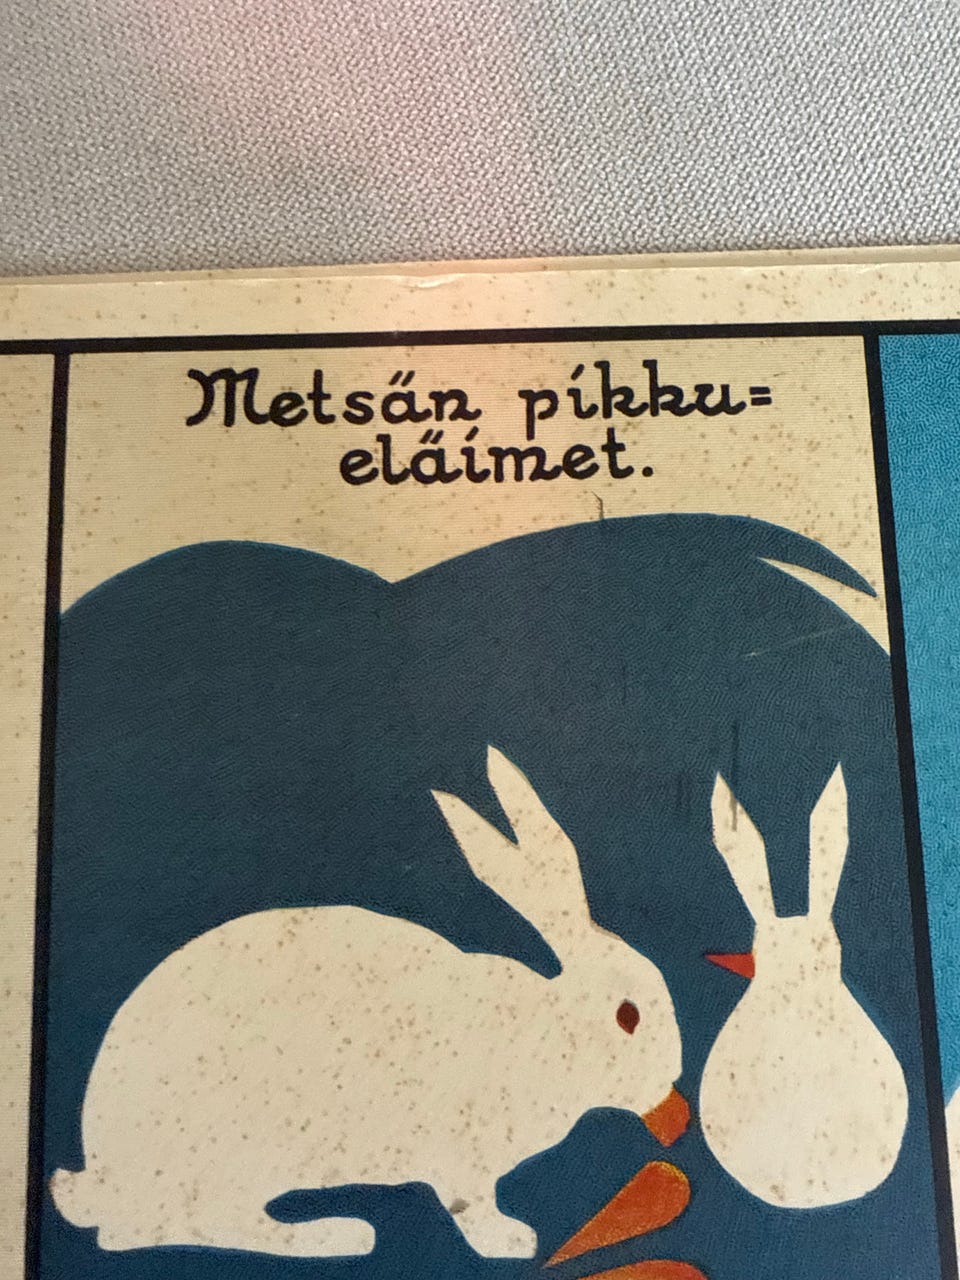 Metsän pikku=
eläimet.